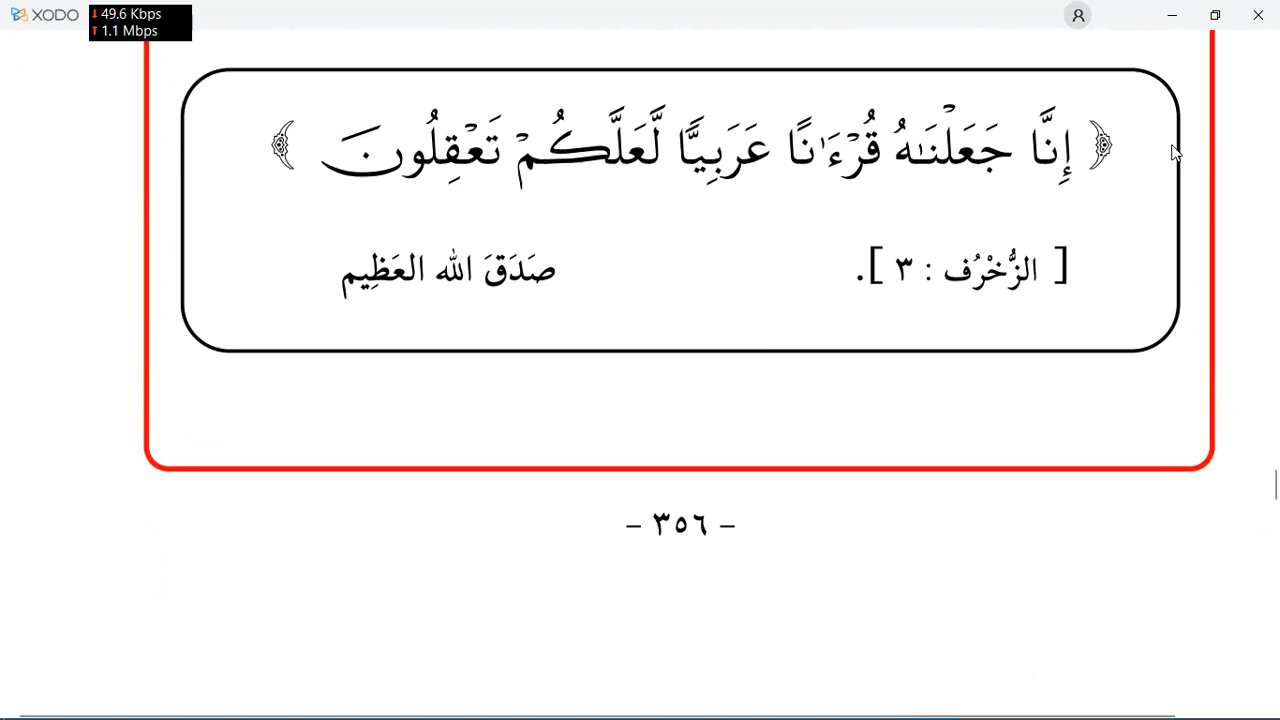 XODO
↓ 49.6 Kbps
↑ 1.1 Mbps
﴿ إِنَّا جَعَلْنَٰهُ قُرْءَٰنًا عَرَبِيًّا لَّعَلَّكُمْ تَعْقِلُونَ ﴾
[ الزُّخْرُف : ٣ ]. صَدَقَ الله العَظِيم
– ٣٥٦ –